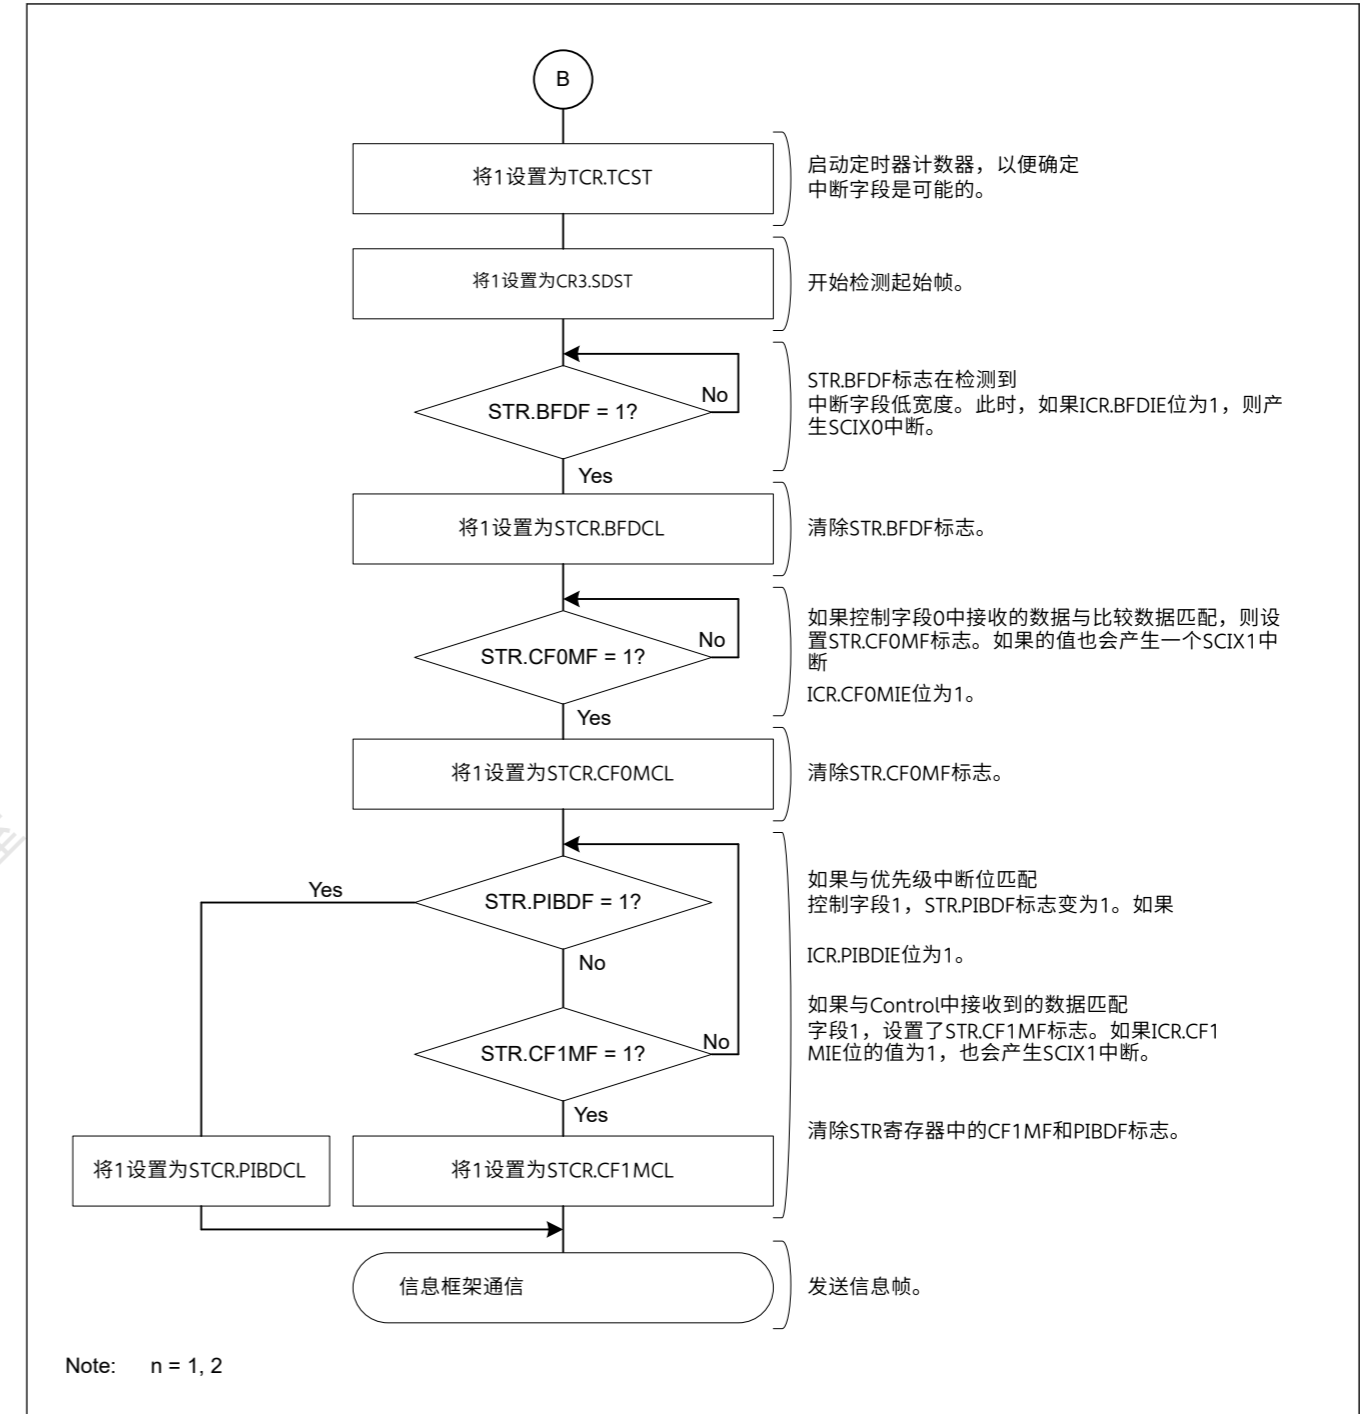 B
将1设置为TCR.TCST
启动定时器计数器，以便确定
中断字段是可能的。
将1设置为CR3.SDST
开始检测起始帧。
STR.BFDF = 1?
No
Yes
STR.BFDF标志在检测到
中断字段低宽度。此时，如果ICR.BFDIE位为1，则产
生SCIX0中断。
将1设置为STCR.BFDCL
清除STR.BFDF标志。
STR.CF0MF = 1?
No
Yes
如果控制字段0中接收的数据与比较数据匹配，则设
置STR.CF0MF标志。如果的值也会产生一个SCIX1中
断
ICR.CF0MIE位为1。
将1设置为STCR.CF0MCL
清除STR.CF0MF标志。
Yes
STR.PIBDF = 1?
No
如果与优先级中断位匹配
控制字段1，STR.PIBDF标志变为1。如果
ICR.PIBDIE位为1。
STR.CF1MF = 1?
No
Yes
如果与Control中接收到的数据匹配
字段1，设置了STR.CF1MF标志。如果ICR.CF1
MIE位的值为1，也会产生SCIX1中断。
清除STR寄存器中的CF1MF和PIBDF标志。
将1设置为STCR.PIBDCL
将1设置为STCR.CF1MCL
信息框架通信
发送信息帧。
Note: n = 1, 2